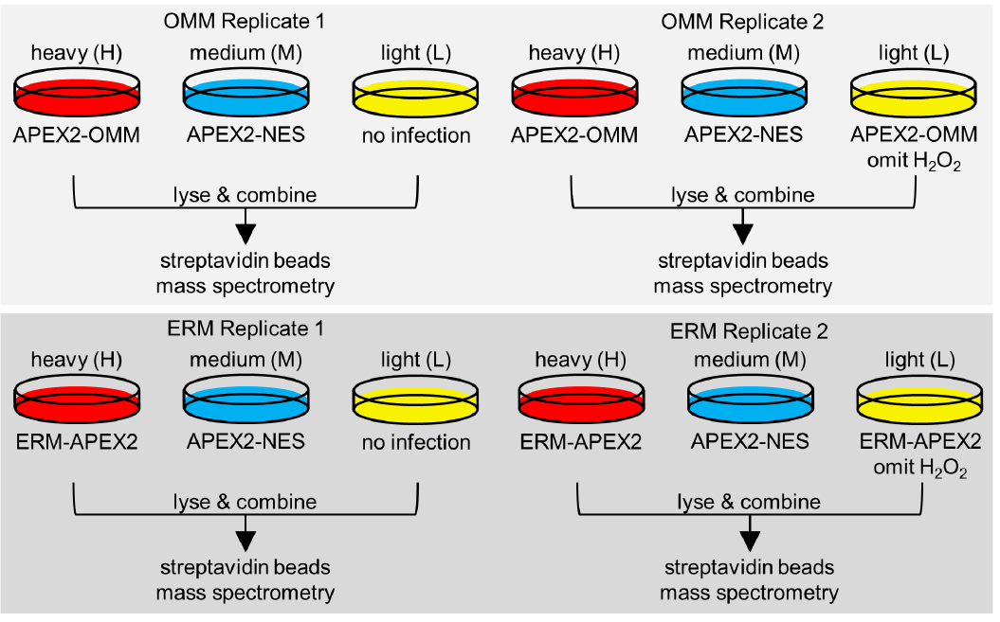 OMM Replicate 1
heavy (H) medium (M) light (L)
APEX2-OMM APEX2-NES no infection
lyse & combine
streptavidin beads
mass spectrometry
OMM Replicate 2
heavy (H) medium (M) light (L)
APEX2-OMM APEX2-NES APEX2-OMM
omit H₂O₂
lyse & combine
streptavidin beads
mass spectrometry
ERM Replicate 1
heavy (H) medium (M) light (L)
ERM-APEX2 APEX2-NES no infection
lyse & combine
streptavidin beads
mass spectrometry
ERM Replicate 2
heavy (H) medium (M) light (L)
ERM-APEX2 APEX2-NES ERM-APEX2
omit H₂O₂
lyse & combine
streptavidin beads
mass spectrometry